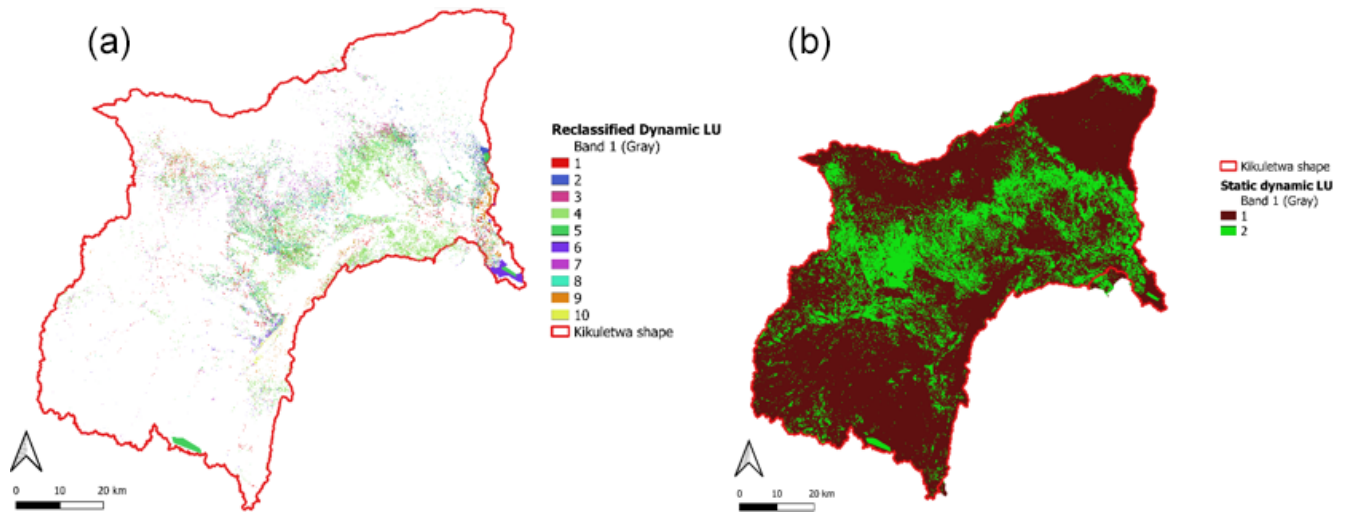 (a)
Reclassified Dynamic LU
Band 1 (Gray)
1
2
3
4
5
6
7
8
9
10
Kikuletwa shape
0 10 20 km
(b)
Kikuletwa shape
Static dynamic LU
Band 1 (Gray)
1
2
0 10 20 km